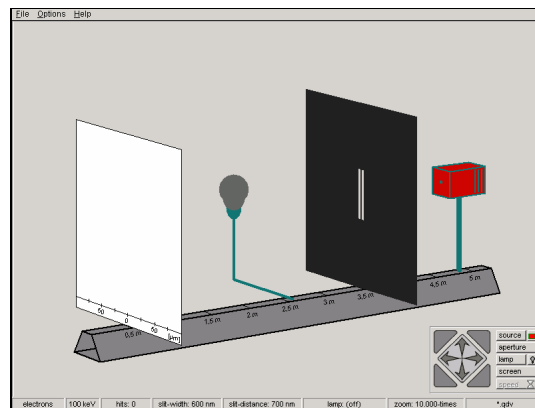 File Options Help
50 0 50 [µm]
0,5 m 1,5 m 2 m 2,5 m 3 m 3,5 m 4,5 m 5 m
source
aperture
lamp
screen
speed
electrons 100 keV hits: 0 slit-width: 600 nm slit-distance: 700 nm lamp: (off) zoom: 10.000-times *.qdv